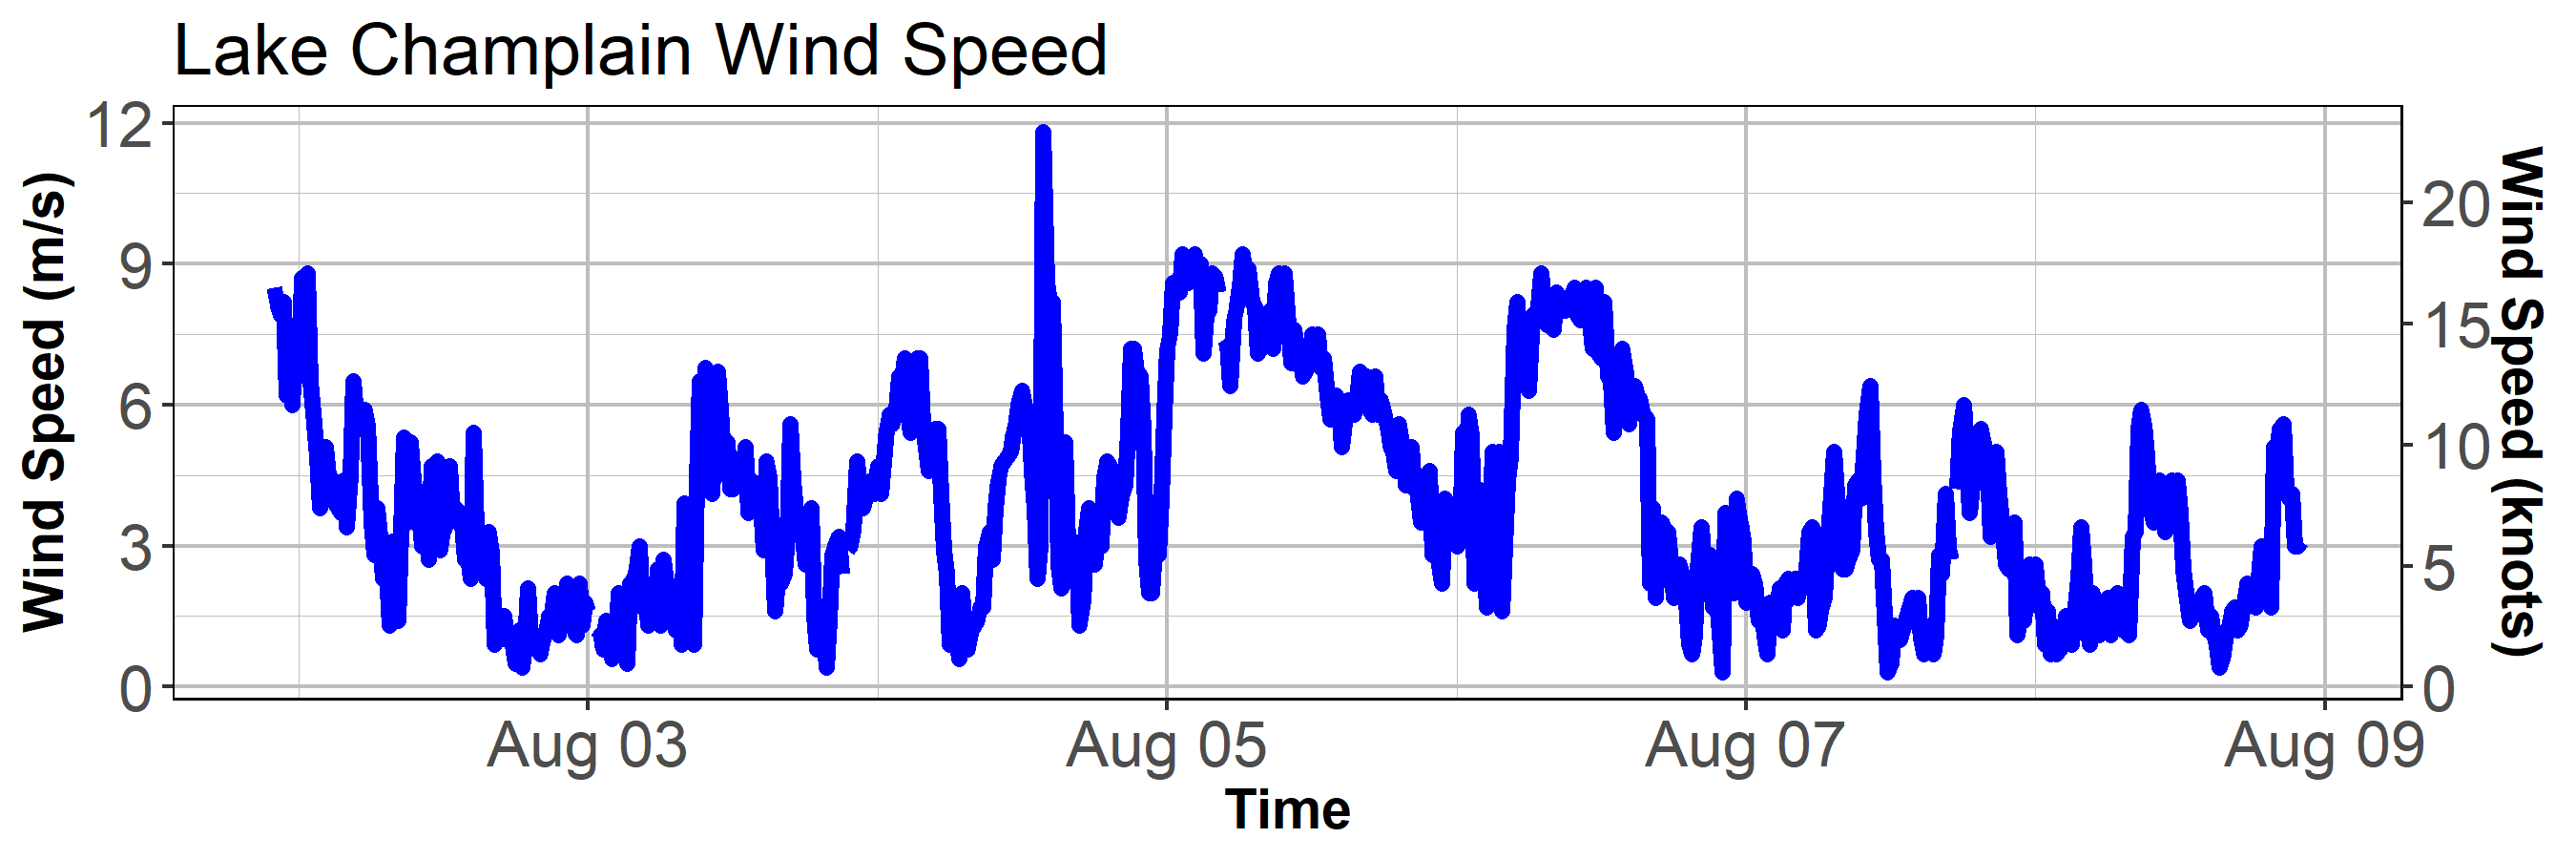 Lake Champlain Wind Speed
Wind Speed (m/s)
12
9
6
3
0
20
15
10
5
0
Wind Speed (knots)
Aug 03 Aug 05 Aug 07 Aug 09
Time